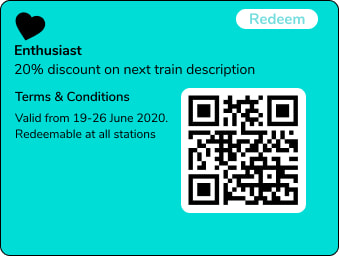 Redeem
Enthusiast
20% discount on next train description
Terms & Conditions
Valid from 19-26 June 2020.
Redeemable at all stations